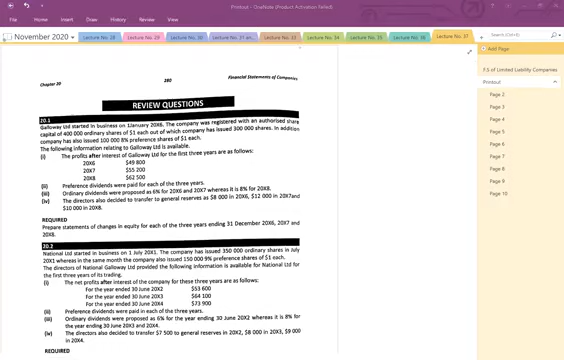 Printout - OneNote (Product Activation Failed)
File Home Insert Draw History Review View
November 2020
Lecture No. 28
Lecture No: 29
Lecture No. 30
Lecture No: 31 an...
Lecture No. 33
Lecture No. 34
Lecture No. 35
Lecture No: 36
Lecture No: 37
Search (Ctrl+E)
Add Page
F.S of Limited Liability Companies
Printout
Page 2
Page 3
Page 4
Page 5
Page 6
Page 7
Page 8
Page 9
Page 10
Chapter 20 280 Financial Statements of Companies
REVIEW QUESTIONS
20.1
Galloway Ltd started in business on 1January 20X6. The company was registered with an authorised share
capital of 400 000 ordinary shares of $1 each out of which company has issued 300 000 shares. In addition
company has also issued 100 000 8% preference shares of $1 each.
The following information relating to Galloway Ltd is available.
(i) The profits after interest of Galloway Ltd for the first three years are as follows:
20X6 $49 800
20X7 $55 200
20X8 $62 500
(ii) Preference dividends were paid for each of the three years.
(iii) Ordinary dividends were proposed as 6% for 20X6 and 20X7 whereas it is 8% for 20X8.
(iv) The directors also decided to transfer to general reserves as $8 000 in 20X6, $12 000 in 20X7and
$10 000 in 20X8.
REQUIRED
Prepare statements of changes in equity for each of the three years ending 31 December 20X6, 20X7 and
20X8.
20.2
National Ltd started in business on 1 July 20X1. The company has issued 350 000 ordinary shares in July
20X1 whereas in the same month the company also issued 150 000 9% preference shares of $1 each.
The directors of National Galloway Ltd provided the following information is available for National Ltd for
the first three years of its trading.
(i) The net profits after interest of the company for these three years are as follows:
For the year ended 30 June 20X2 $53 600
For the year ended 30 June 20X3 $64 100
For the year ended 30 June 20X4 $73 900
(ii) Preference dividends were paid in each of the three years.
(iii) Ordinary dividends were proposed as 6% for the year ending 30 June 20X2 whereas it is 8% for
the year ending 30 June 20X3 and 20X4.
(iv) The directors also decided to transfer $7 500 to general reserves in 20X2, $8 000 in 20X3, $9 000
in 20X4.
REQUIRED